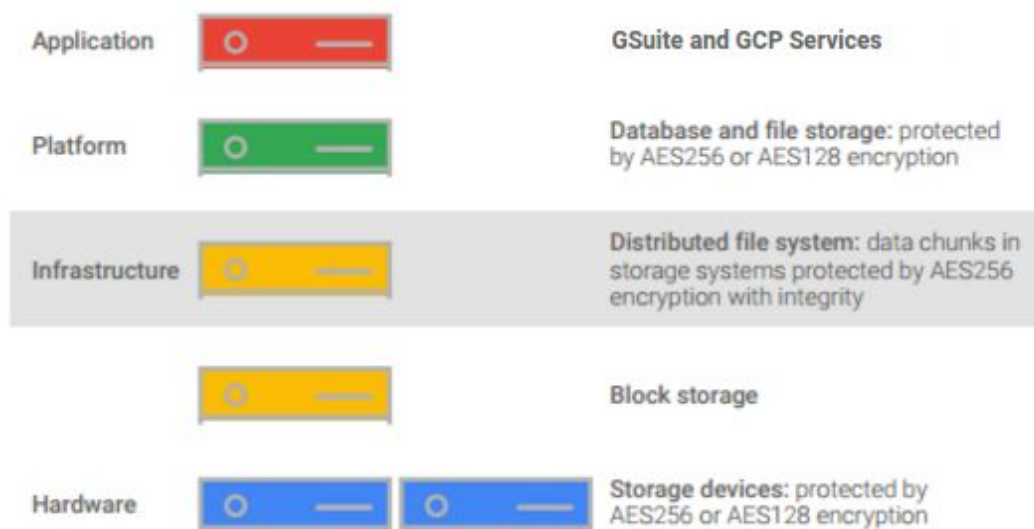 Application
GSuite and GCP Services
Platform
Database and file storage: protected
by AES256 or AES128 encryption
Infrastructure
Distributed file system: data chunks in
storage systems protected by AES256
encryption with integrity
Block storage
Hardware
Storage devices: protected by
AES256 or AES128 encryption